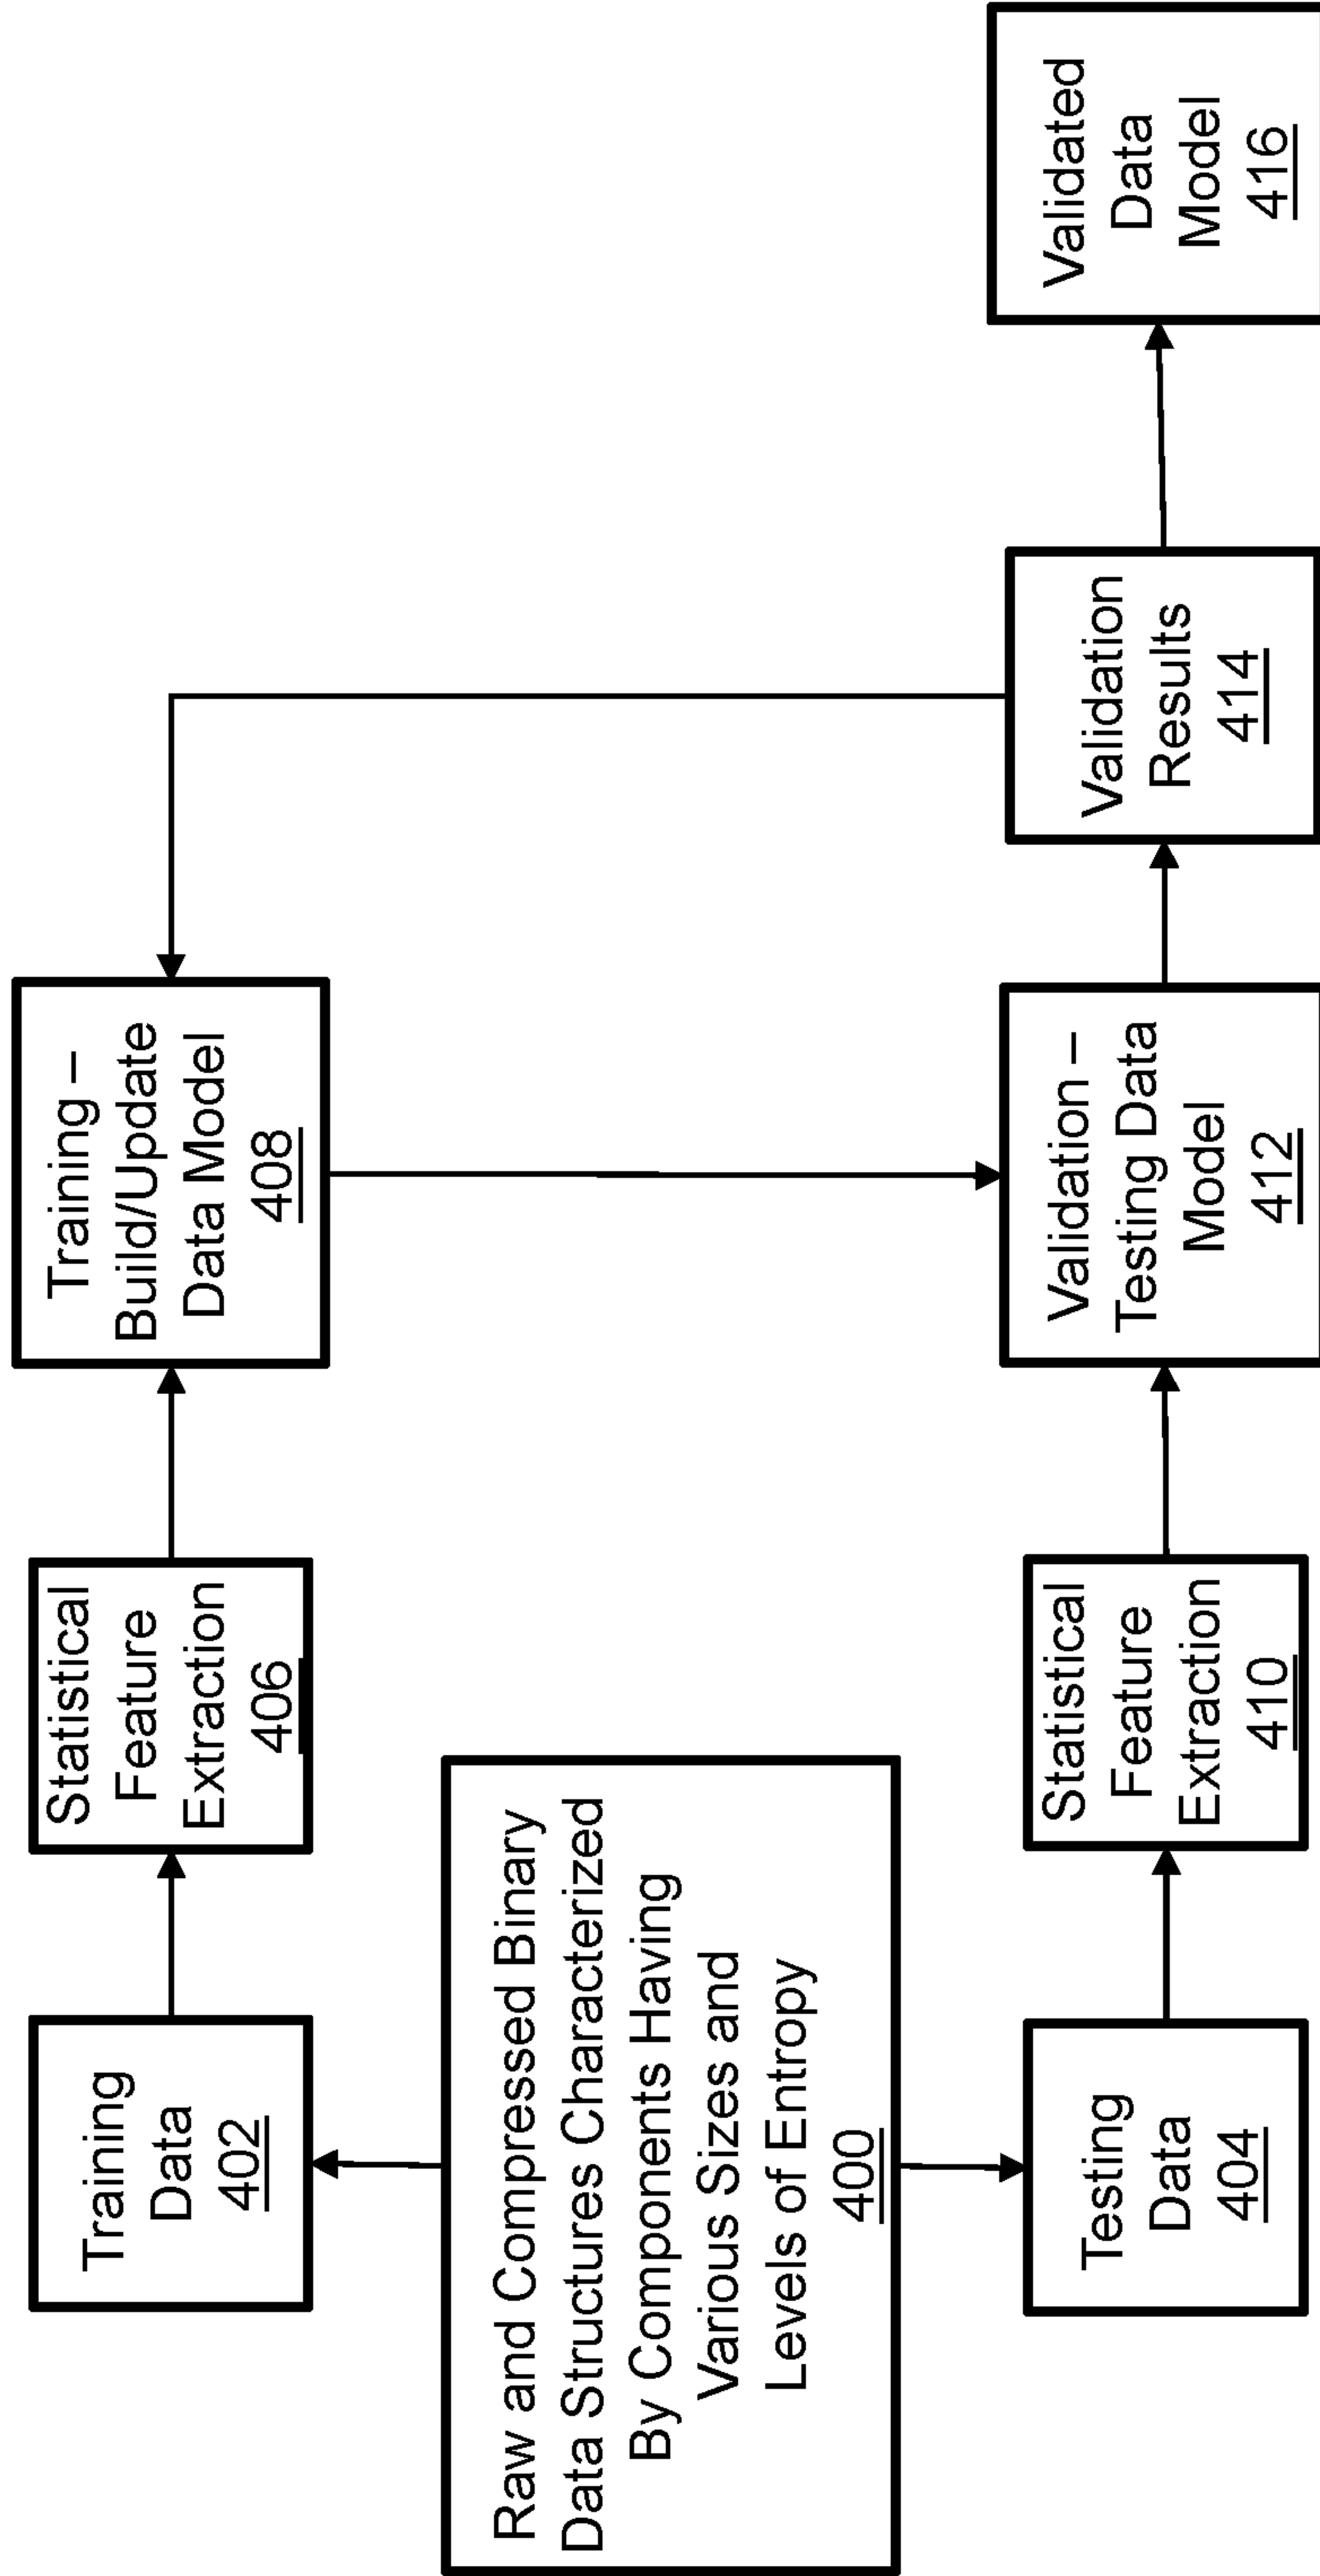 Training
Data
402
Statistical
Feature
Extraction
406
Training –
Build/Update
Data Model
408
Raw and Compressed Binary
Data Structures Characterized
By Components Having
Various Sizes and
Levels of Entropy
400
Testing
Data
404
Statistical
Feature
Extraction
410
Validation –
Testing Data
Model
412
Validation
Results
414
Validated
Data
Model
416